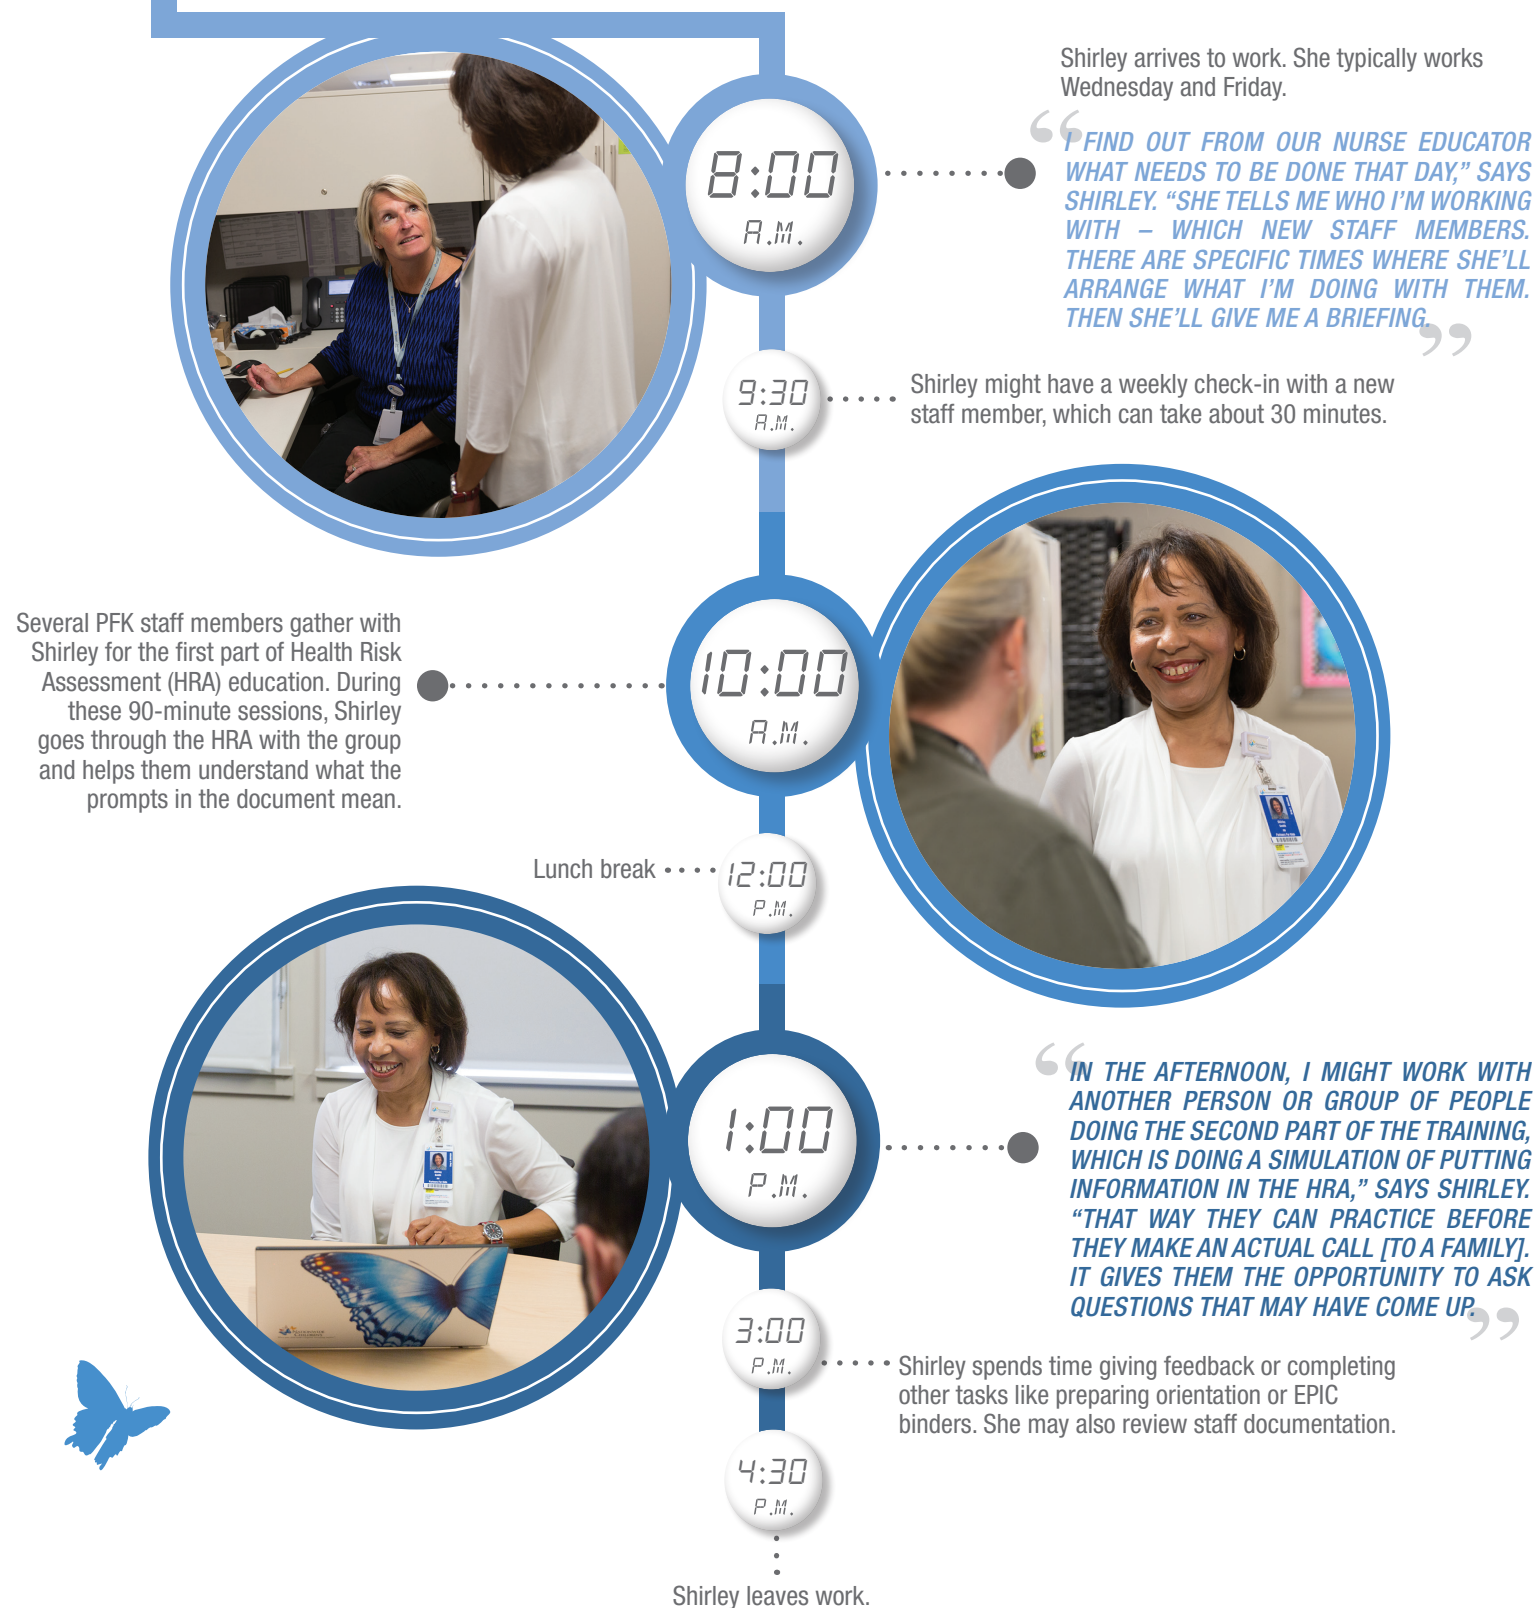 Shirley arrives to work. She typically works
Wednesday and Friday.
8:00
A.M.
“
I FIND OUT FROM OUR NURSE EDUCATOR
WHAT NEEDS TO BE DONE THAT DAY,” SAYS
SHIRLEY. “SHE TELLS ME WHO I’M WORKING
WITH – WHICH NEW STAFF MEMBERS.
THERE ARE SPECIFIC TIMES WHERE SHE’LL
ARRANGE WHAT I’M DOING WITH THEM.
THEN SHE’LL GIVE ME A BRIEFING.
”
9:30
A.M.
Shirley might have a weekly check-in with a new
staff member, which can take about 30 minutes.
Several PFK staff members gather with
Shirley for the first part of Health Risk
Assessment (HRA) education. During
these 90-minute sessions, Shirley
goes through the HRA with the group
and helps them understand what the
prompts in the document mean.
10:00
A.M.
Lunch break
12:00
P.M.
1:00
P.M.
“
IN THE AFTERNOON, I MIGHT WORK WITH
ANOTHER PERSON OR GROUP OF PEOPLE
DOING THE SECOND PART OF THE TRAINING,
WHICH IS DOING A SIMULATION OF PUTTING
INFORMATION IN THE HRA,” SAYS SHIRLEY.
“THAT WAY THEY CAN PRACTICE BEFORE
THEY MAKE AN ACTUAL CALL [TO A FAMILY].
IT GIVES THEM THE OPPORTUNITY TO ASK
QUESTIONS THAT MAY HAVE COME UP.
”
3:00
P.M.
Shirley spends time giving feedback or completing
other tasks like preparing orientation or EPIC
binders. She may also review staff documentation.
4:30
P.M.
Shirley leaves work.